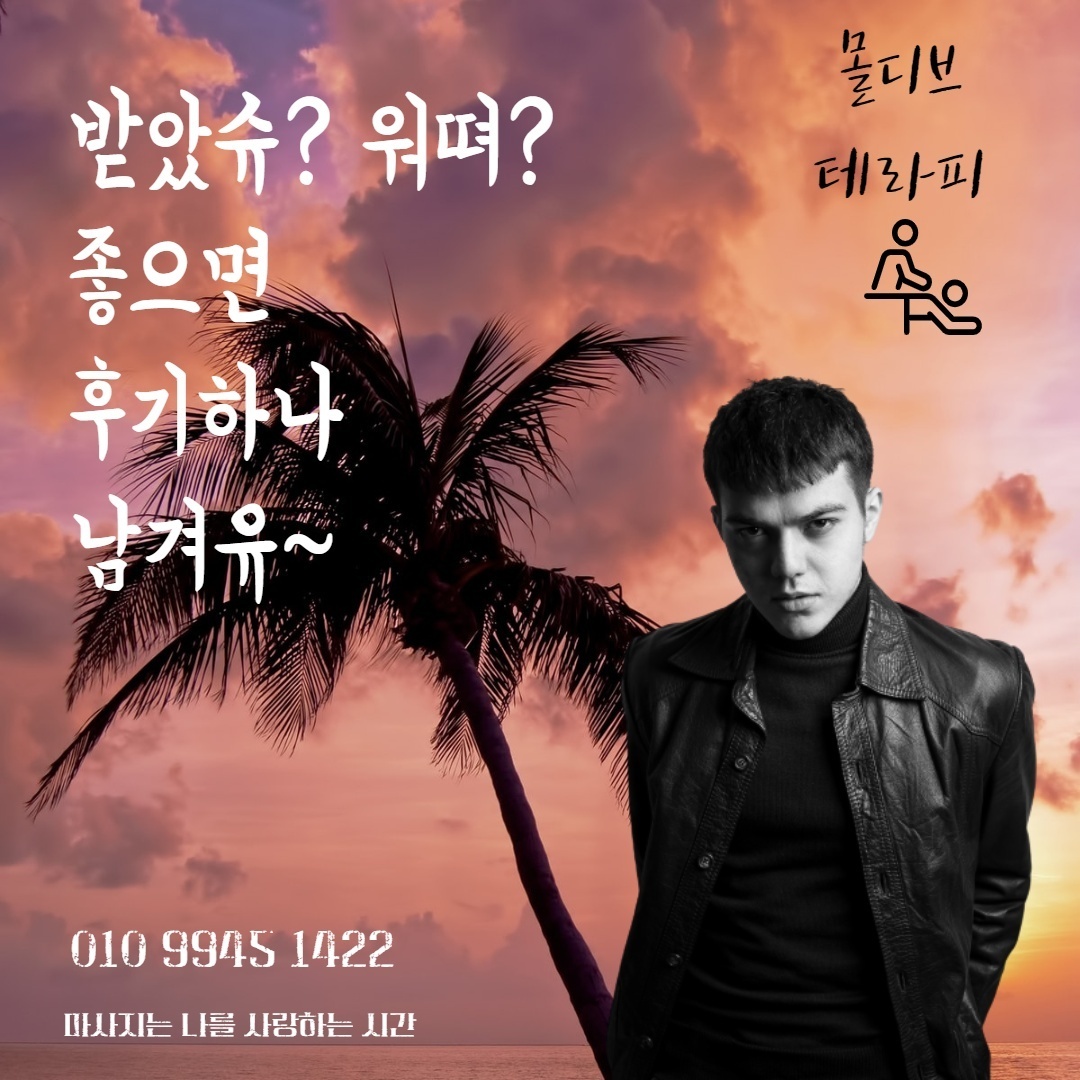 받았슈? 워뗘?
좋으면
후기하나
남겨유~
몰디브
테라피
010 9945 1422
마사지는 나를 사랑하는 시간